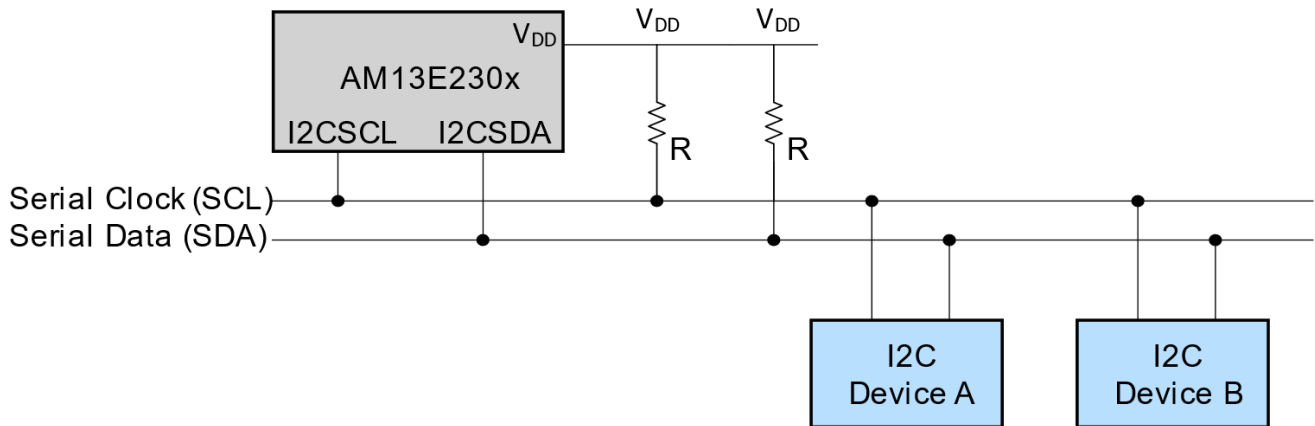 V_DD V_DD V_DD
AM13E230x
I2CSCL I2CSDA
R R
Serial Clock (SCL)
Serial Data (SDA)
I2C
Device A
I2C
Device B